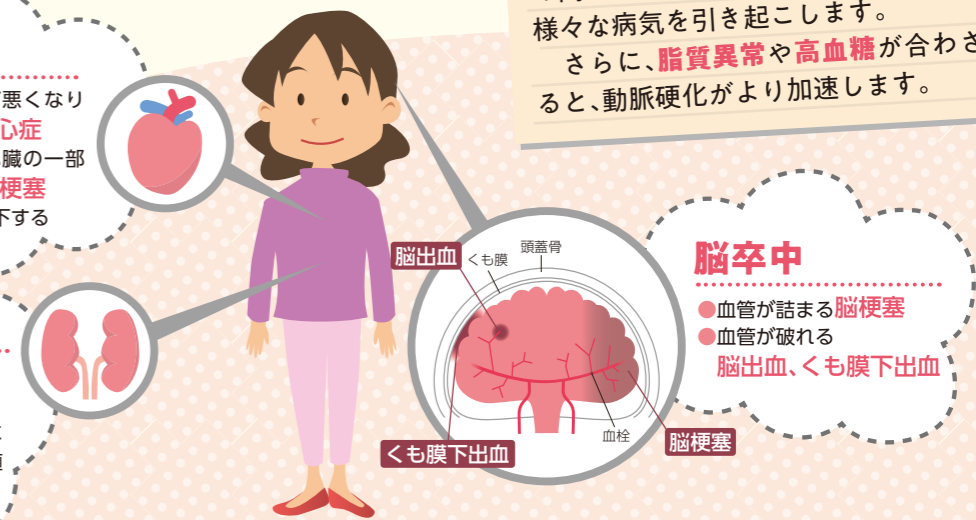 様々な病気を引き起こします。
さらに、脂質異常や高血糖が合わさ
ると、動脈硬化がより加速します。
悪くなり
心症
臓の一部
梗塞
下する
脳出血
くも膜
頭蓋骨
血栓
くも膜下出血
脳梗塞
脳卒中
●血管が詰まる脳梗塞
●血管が破れる
脳出血、くも膜下出血